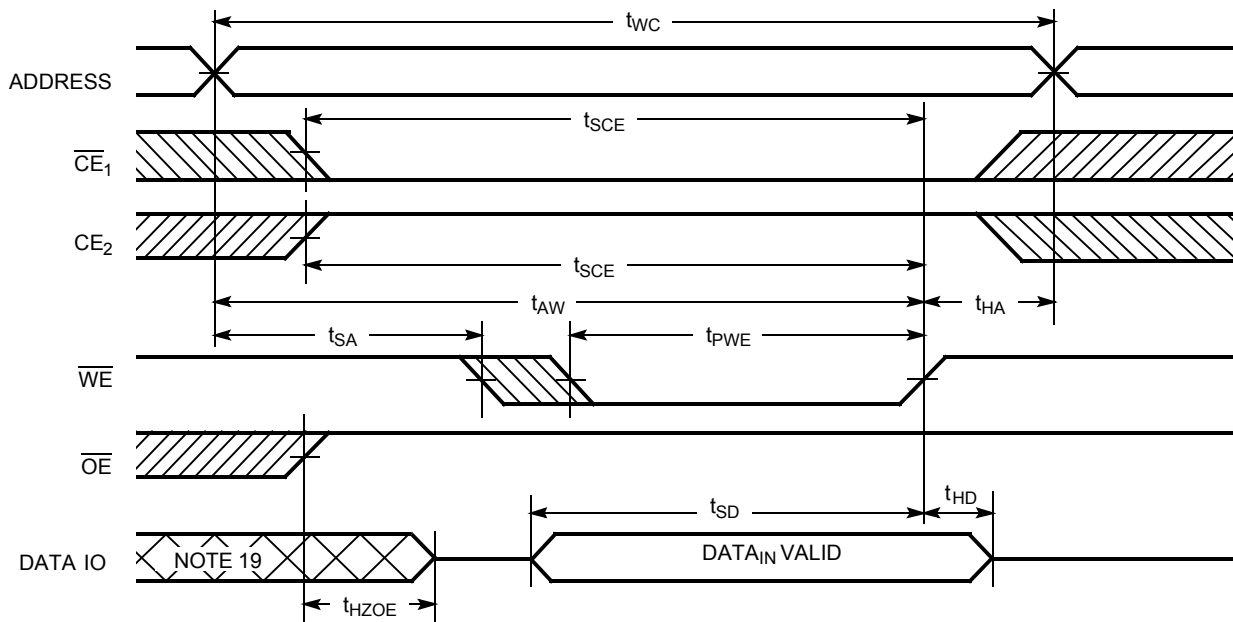 tWC
ADDRESS
tSCE
CE1
CE2
tSCE
tAW
tHA
tSA
tPWE
WE
OE
tSD
tHD
DATA IO
NOTE 19
DATAIN VALID
tHZOE